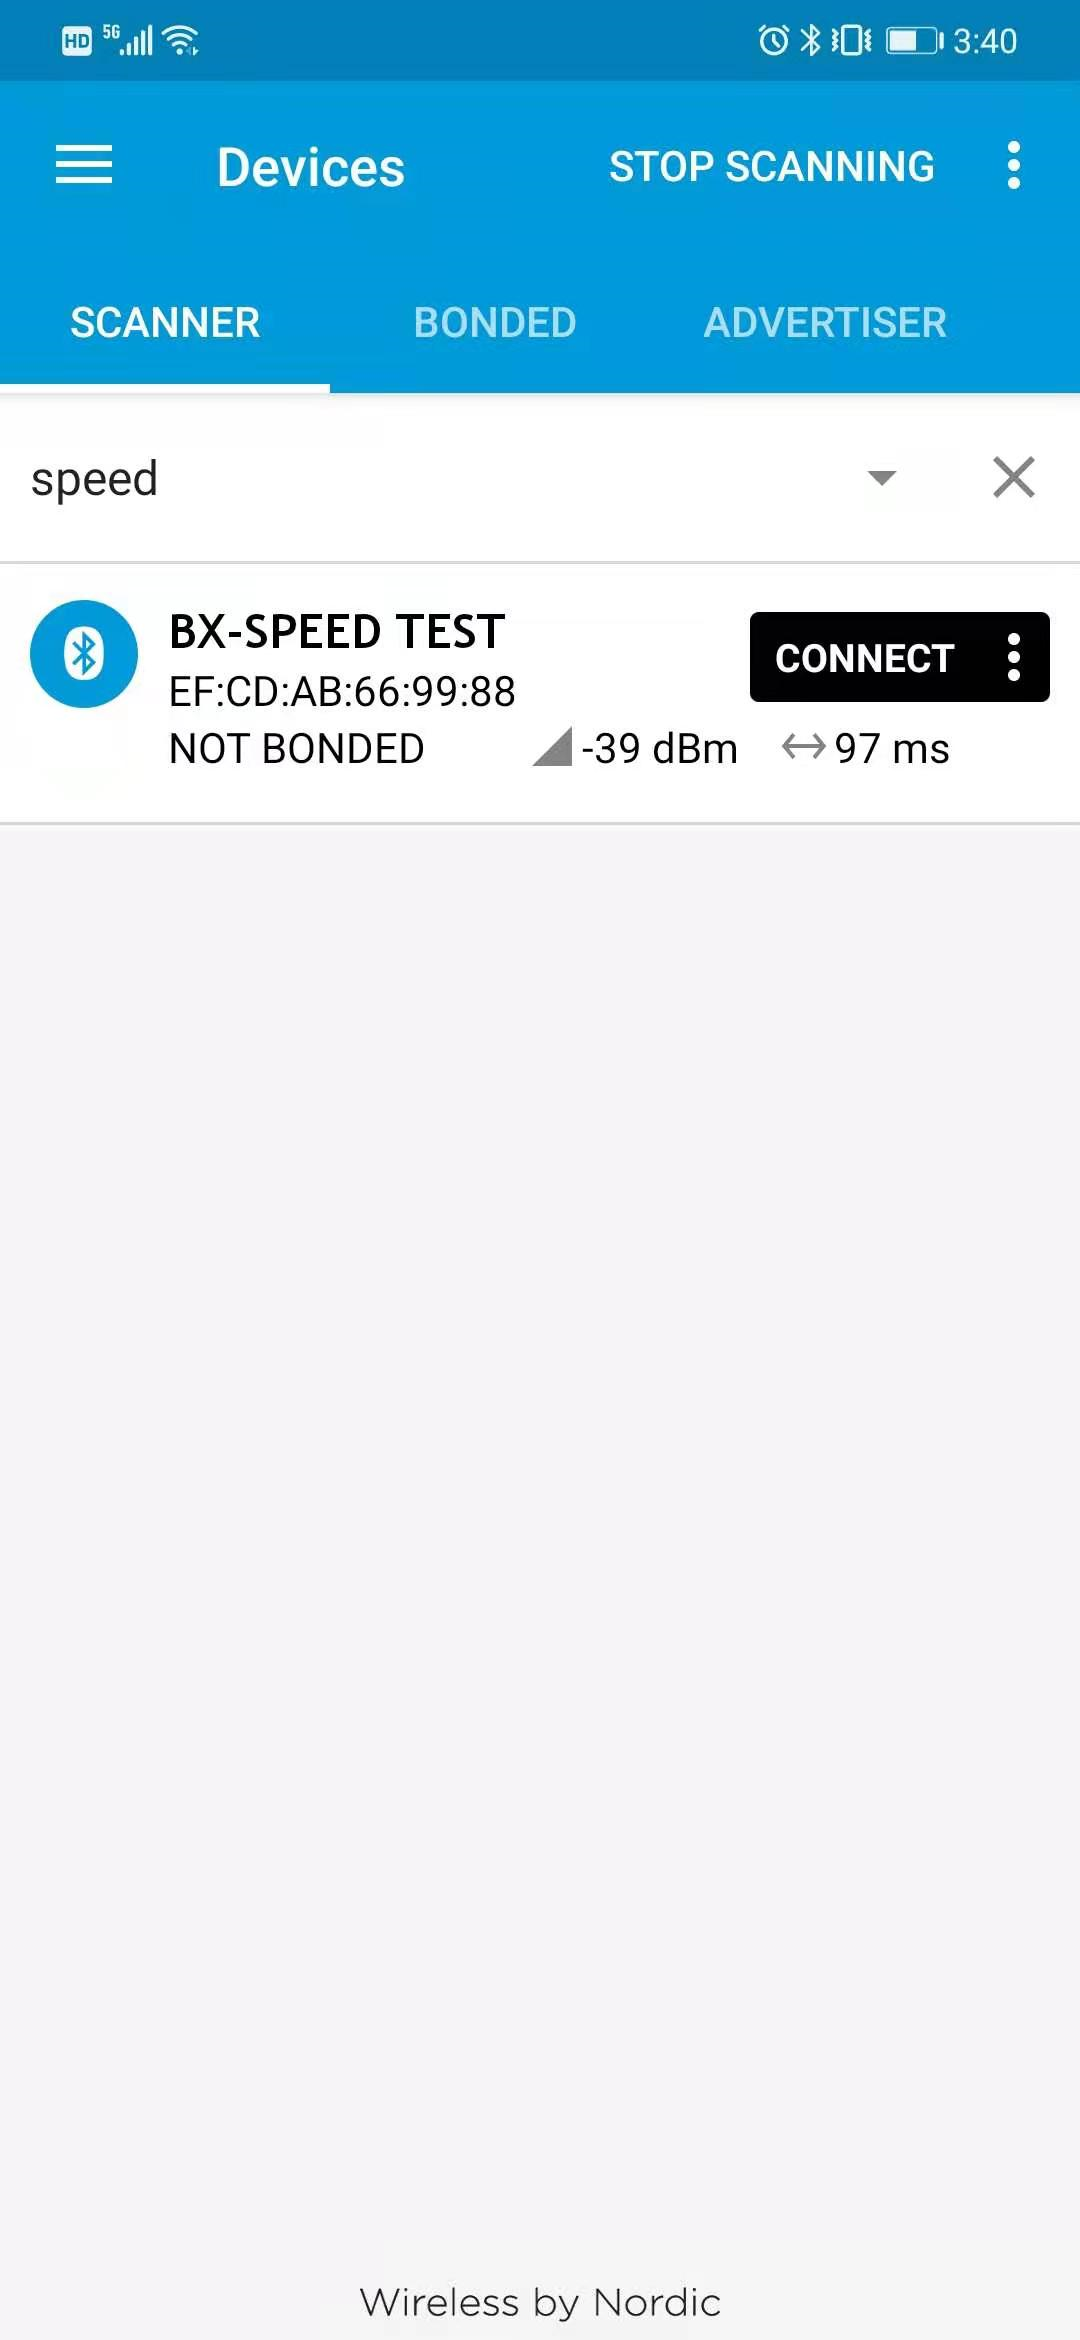 HD 5G 3:40
Devices STOP SCANNING
SCANNER BONDED ADVERTISER
speed
BX-SPEED TEST
CONNECT
EF:CD:AB:66:99:88
NOT BONDED -39 dBm 97 ms
Wireless by Nordic